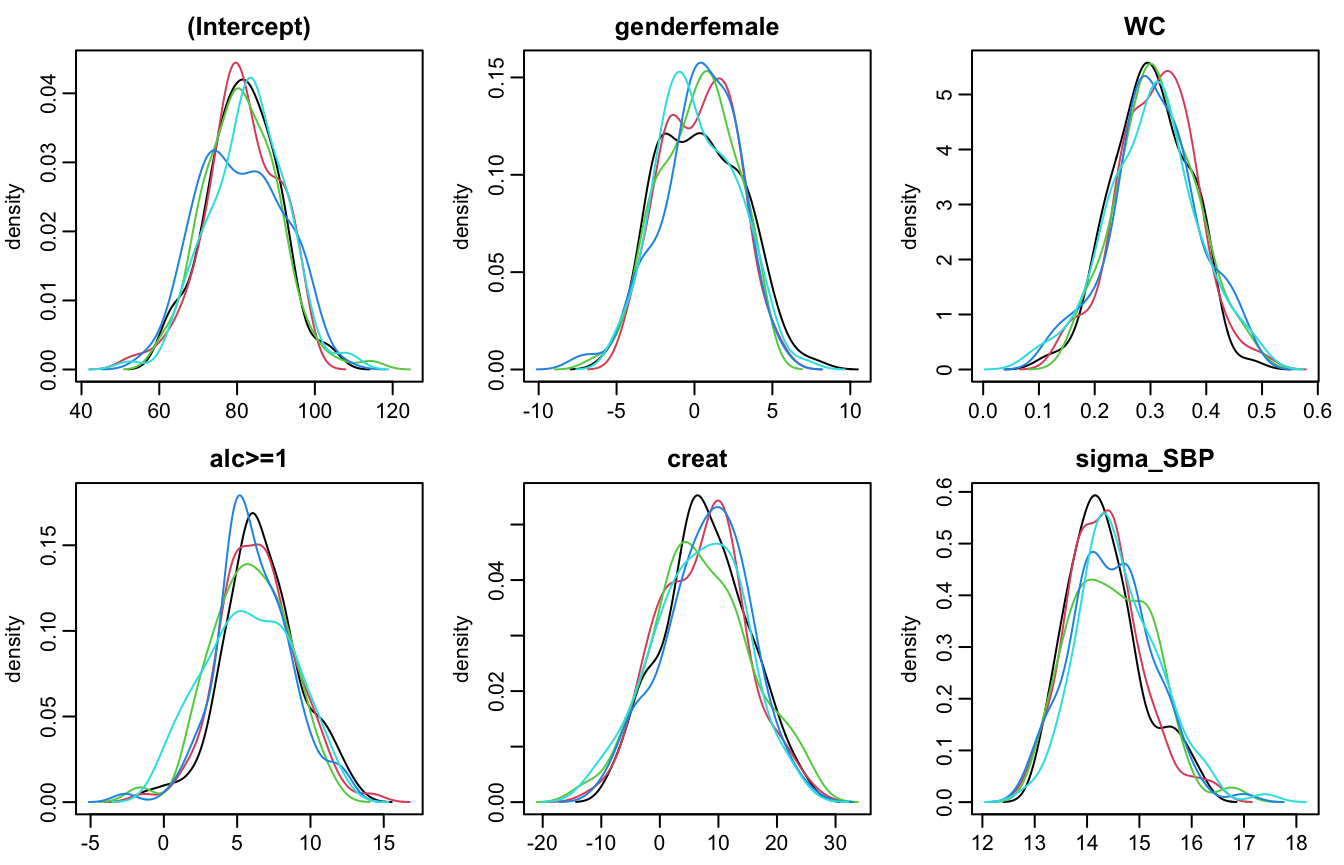 (Intercept)
density
0.00 0.01 0.02 0.03 0.04
40 60 80 100 120
genderfemale
density
0.00 0.05 0.10 0.15
-10 -5 0 5 10
WC
density
0 1 2 3 4 5
0.0 0.1 0.2 0.3 0.4 0.5 0.6
alc>=1
density
0.00 0.05 0.10 0.15
-5 0 5 10 15
creat
density
0.00 0.02 0.04
-20 -10 0 10 20 30
sigma_SBP
density
0.0 0.1 0.2 0.3 0.4 0.5 0.6
12 13 14 15 16 17 18